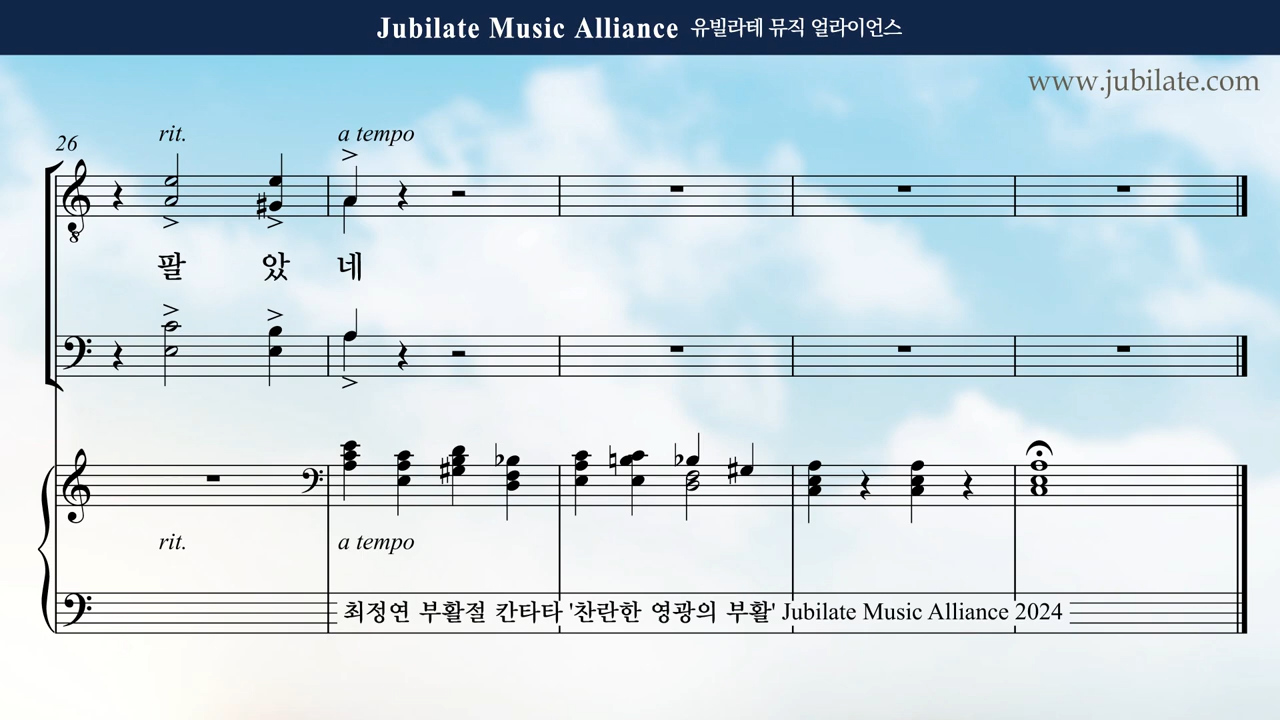 Jubilate Music Alliance 유빌라테 뮤직 얼라이언스
www.jubilate.com
26
rit. a tempo
팔 았 네
rit. a tempo
최정연 부활절 칸타타 '찬란한 영광의 부활' Jubilate Music Alliance 2024